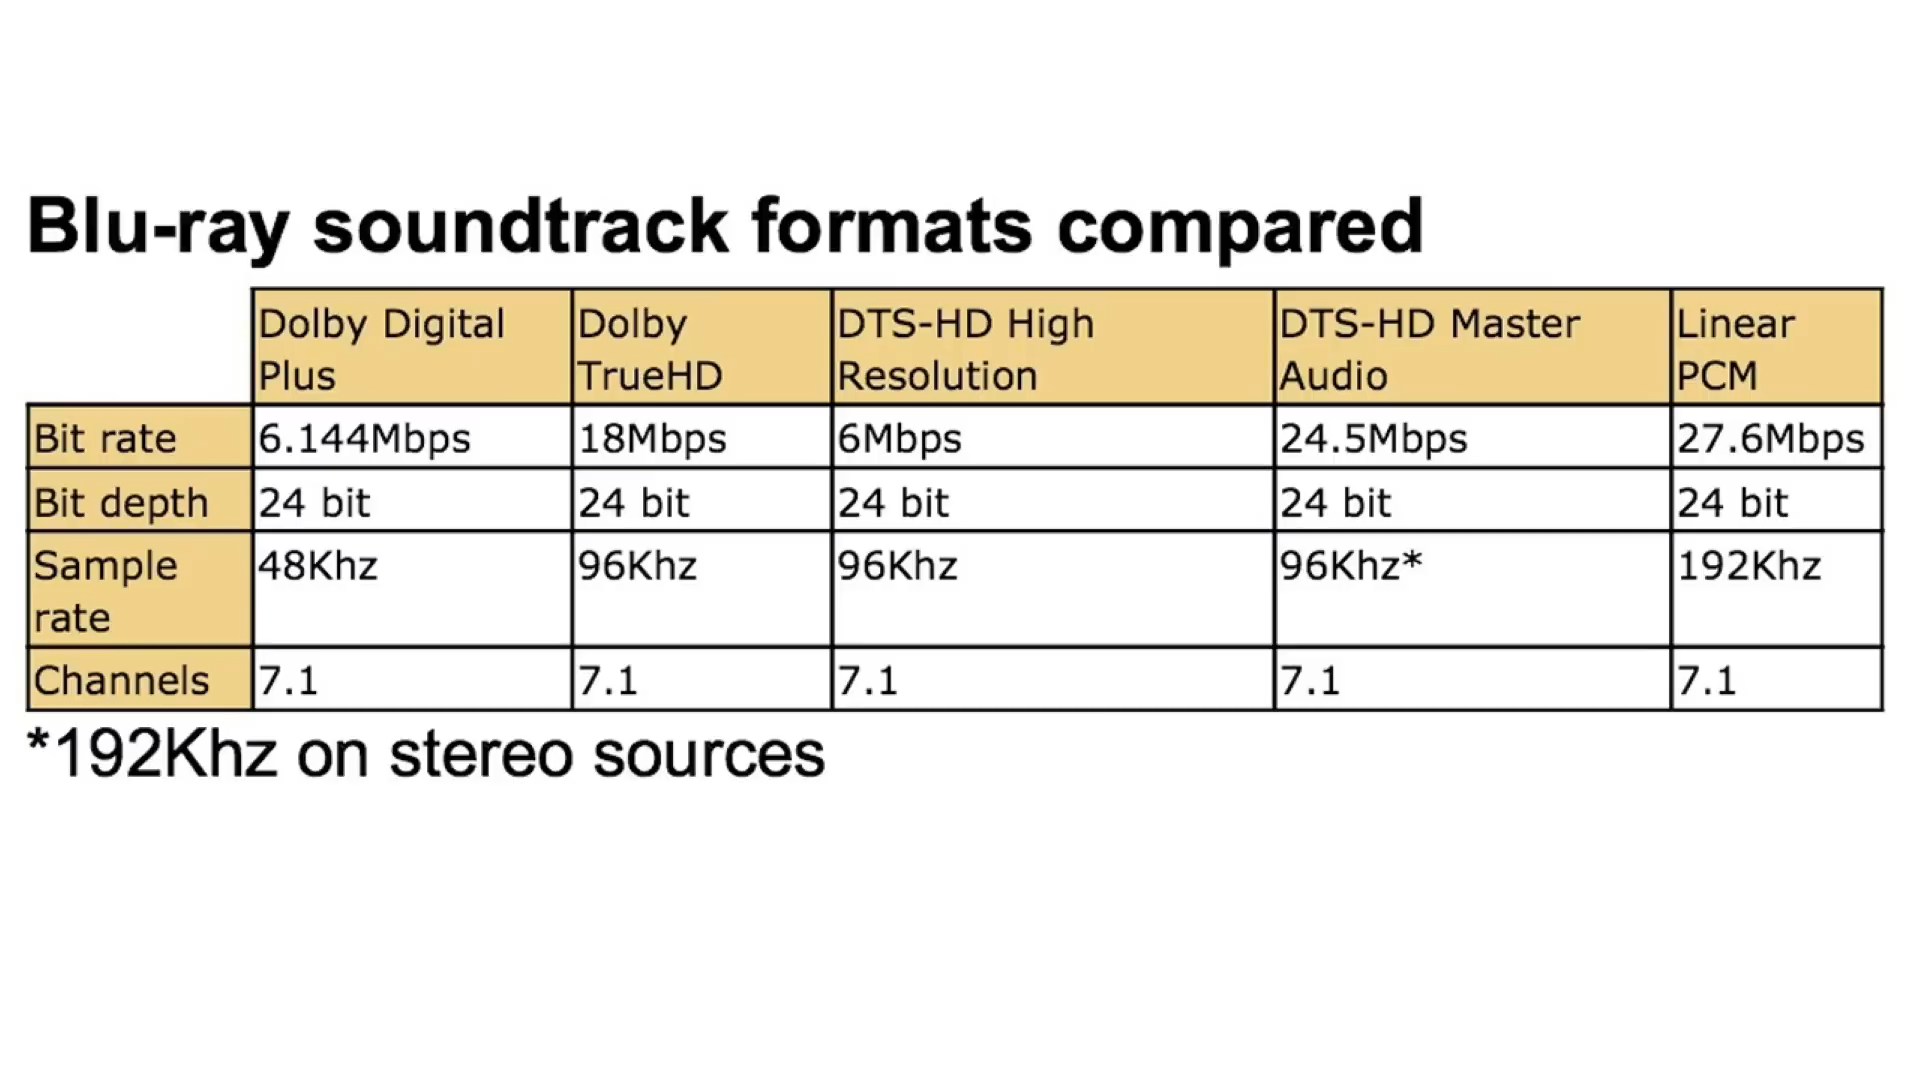 Blu-ray soundtrack formats compared
Dolby Digital Plus Dolby TrueHD DTS-HD High Resolution DTS-HD Master Audio Linear PCM
Bit rate 6.144Mbps 18Mbps 6Mbps 24.5Mbps 27.6Mbps
Bit depth 24 bit 24 bit 24 bit 24 bit 24 bit
Sample rate 48Khz 96Khz 96Khz 96Khz* 192Khz
Channels 7.1 7.1 7.1 7.1 7.1
*192Khz on stereo sources